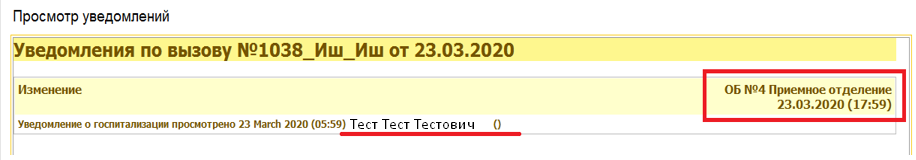 Просмотр уведомлений
Уведомления по вызову №1038_Иш_Иш от 23.03.2020
Изменение
ОБ №4 Приемное отделение
23.03.2020 (17:59)
Уведомление о госпитализации просмотрено 23 March 2020 (05:59) Тест Тест Тестович ()